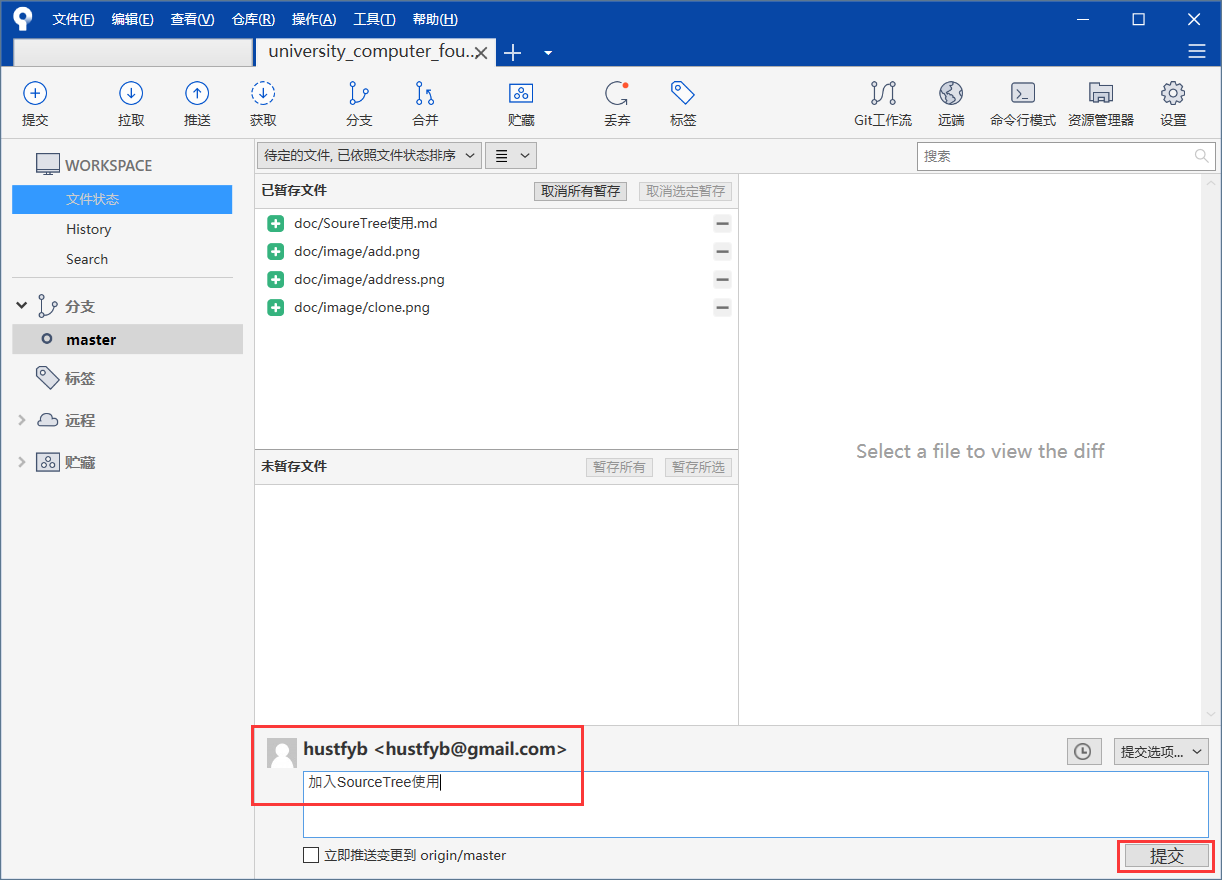 文件(F) 编辑(E) 查看(V) 仓库(R) 操作(A) 工具(T) 帮助(H)
university_computer_fou..
提交 拉取 推送 获取 分支 合并 贮藏 丢弃 标签 Git工作流 远端 命令行模式 资源管理器 设置
WORKSPACE
文件状态
History
Search
分支
master
标签
远程
贮藏
待定的文件, 已依照文件状态排序
搜索
已暂存文件 取消所有暂存 取消选定暂存
doc/SoureTree使用.md
doc/image/add.png
doc/image/address.png
doc/image/clone.png
未暂存文件 暂存所有 暂存所选
Select a file to view the diff
hustfyb <hustfyb@gmail.com>
提交选项...
加入SourceTree使用
立即推送变更到 origin/master
提交